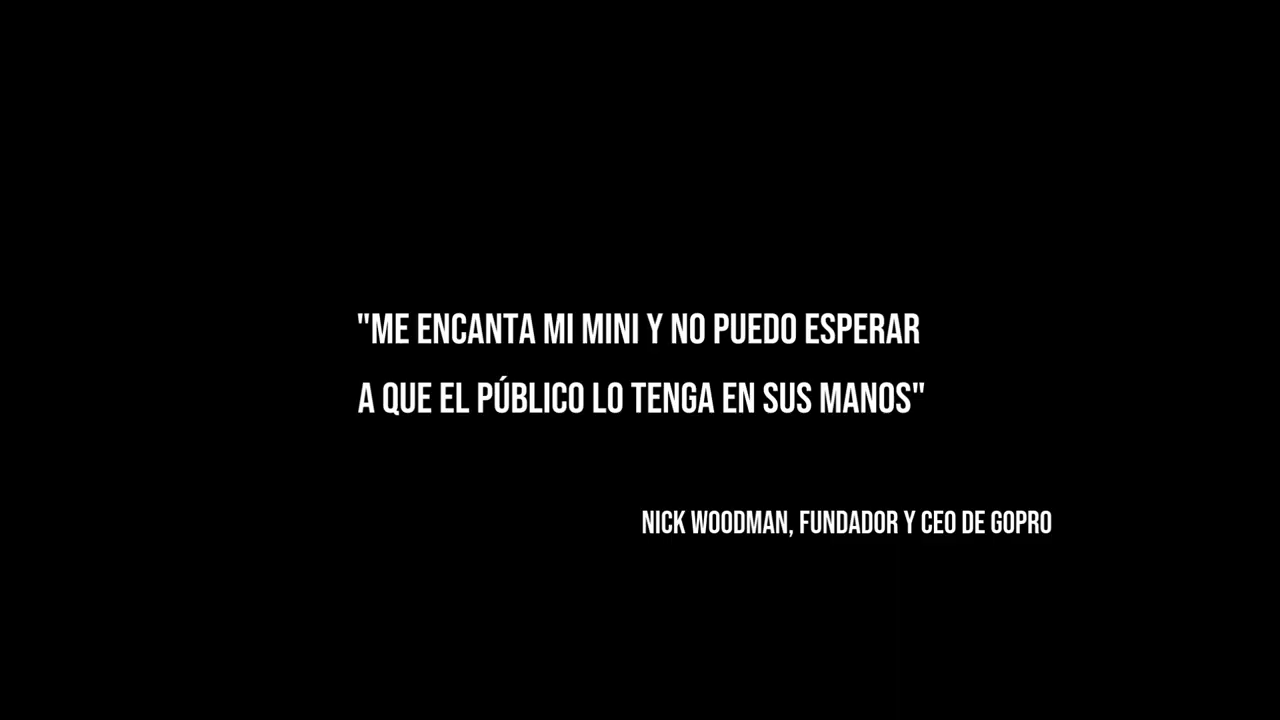 "ME ENCANTA MI MINI Y NO PUEDO ESPERAR
A QUE EL PÚBLICO LO TENGA EN SUS MANOS"
NICK WOODMAN, FUNDADOR Y CEO DE GOPRO